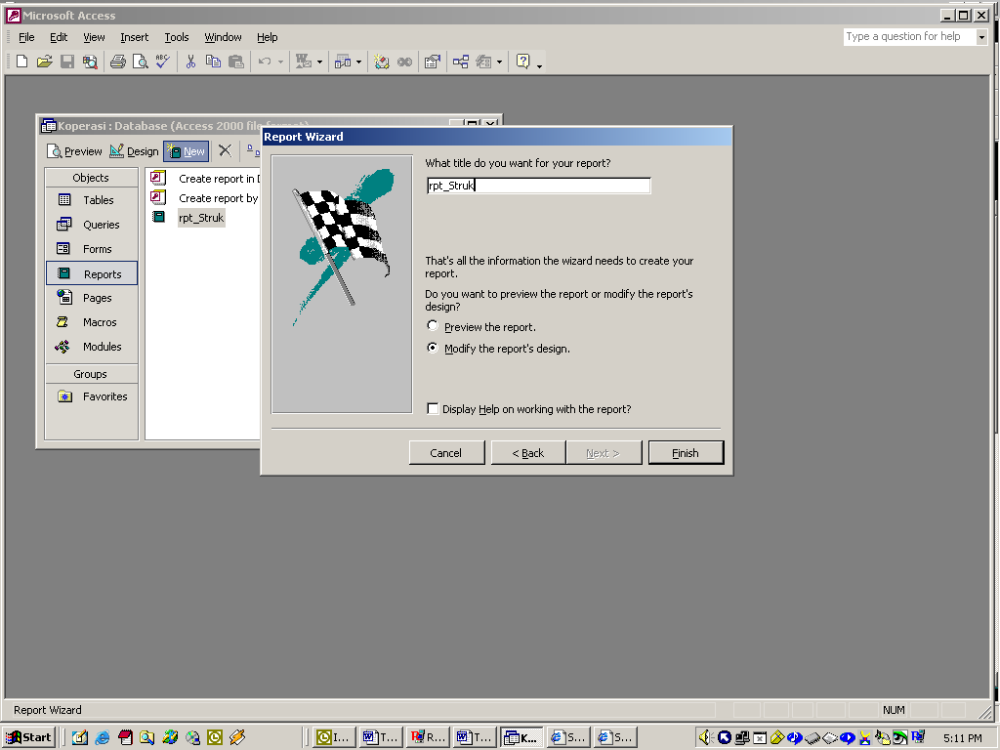 Microsoft Access
File Edit View Insert Tools Window Help
Type a question for help
Koperasi : Database (Access 2000 file format)
Preview Design New
Objects
Tables
Queries
Forms
Reports
Pages
Macros
Modules
Groups
Favorites
Create report in D
Create report by
rpt_Struk
Report Wizard
What title do you want for your report?
rpt_Struk
That's all the information the wizard needs to create your
report.
Do you want to preview the report or modify the report's
design?
Preview the report.
Modify the report's design.
Display Help on working with the report?
Cancel < Back Next > Finish
Report Wizard
NUM
Start
I... T... R... T... K... S... S...
5:11 PM